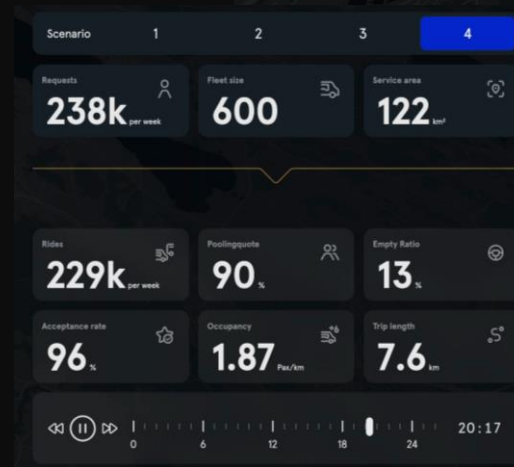 Scenario 1 2 3 4
Requests Fleet size Service area
238k per week 600 122 km²
Rides Poolingquote Empty Ratio
229k per week 90 % 13 %
Acceptance rate Occupancy Trip length
96 % 1.87 Pax/km 7.6 km
20:17
0 6 12 18 24